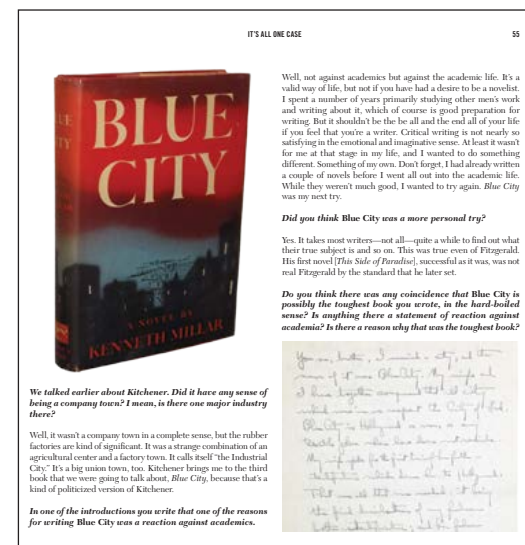 IT'S ALL ONE CASE
55
BLUE
CITY
A NOVEL BY
KENNETH MILLAR
We talked earlier about Kitchener. Did it have any sense of
being a company town? I mean, is there one major industry
there?
Well, it wasn't a company town in a complete sense, but the rubber
factories are kind of significant. It was a strange combination of an
agricultural center and a factory town. It calls itself "the Industrial
City." It's a big union town, too. Kitchener brings me to the third
book that we were going to talk about, Blue City, because that's a
kind of politicized version of Kitchener.
In one of the introductions you write that one of the reasons
for writing Blue City was a reaction against academics.
Well, not against academics but against the academic life. It's a
valid way of life, but not if you have had a desire to be a novelist.
I spent a number of years primarily studying other men's work
and writing about it, which of course is good preparation for
writing. But it shouldn't be the be all and the end all of your life
if you feel that you're a writer. Critical writing is not nearly so
satisfying in the emotional and imaginative sense. At least it wasn't
for me at that stage in my life, and I wanted to do something
different. Something of my own. Don't forget, I had already written
a couple of novels before I went all out into the academic life.
While they weren't much good, I wanted to try again. Blue City
was my next try.
Did you think Blue City was a more personal try?
Yes. It takes most writers—not all—quite a while to find out what
their true subject is and so on. This was true even of Fitzgerald.
His first novel [This Side of Paradise], successful as it was, was not
real Fitzgerald by the standard that he later set.
Do you think there was any coincidence that Blue City is
possibly the toughest book you wrote, in the hard-boiled
sense? Is anything there a statement of reaction against
academia? Is there a reason why that was the toughest book?